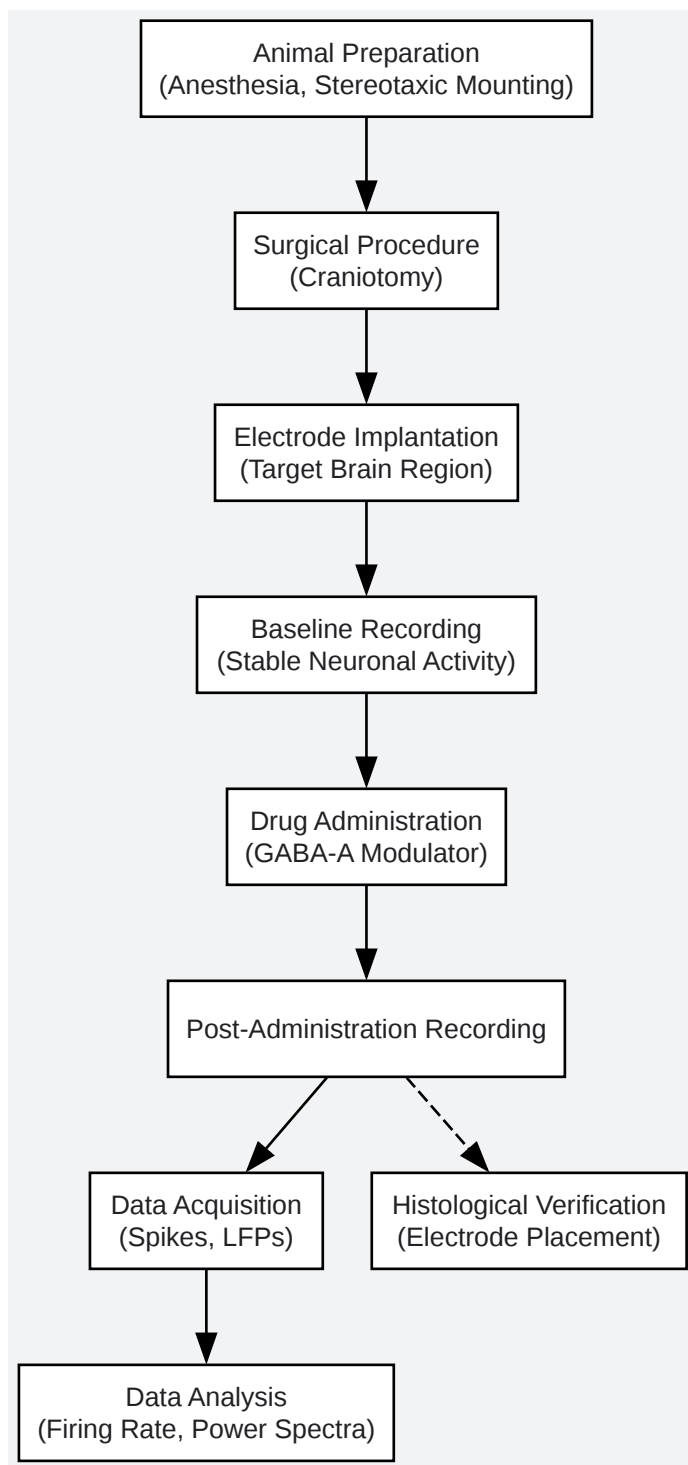 Animal Preparation
(Anesthesia, Stereotaxic Mounting)
Surgical Procedure
(Craniotomy)
Electrode Implantation
(Target Brain Region)
Baseline Recording
(Stable Neuronal Activity)
Drug Administration
(GABA-A Modulator)
Post-Administration Recording
Data Acquisition
(Spikes, LFPs)
Histological Verification
(Electrode Placement)
Data Analysis
(Firing Rate, Power Spectra)